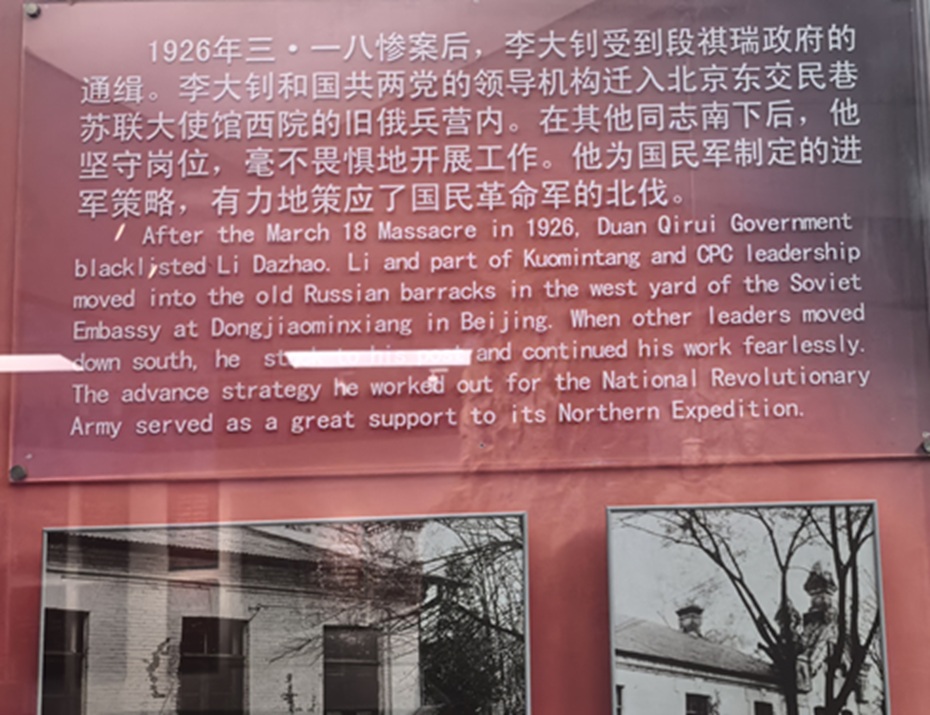 1926年三·一八惨案后，李大钊受到段祺瑞政府的
通缉。李大钊和国共两党的领导机构迁入北京东交民巷
苏联大使馆西院的旧俄兵营内。在其他同志南下后，他
坚守岗位，毫不畏惧地开展工作。他为国民军制定的进
军策略，有力地策应了国民革命军的北伐。
After the March 18 Massacre in 1926, Duan Qirui Government
blacklisted Li Dazhao. Li and part of Kuomintang and CPC leadership
moved into the old Russian barracks in the west yard of the Soviet
Embassy at Dongjiaominxiang in Beijing. When other leaders moved
down south, he and continued his work fearlessly.
The advance strategy he worked out for the National Revolutionary
Army served as a great support to its Northern Expedition.